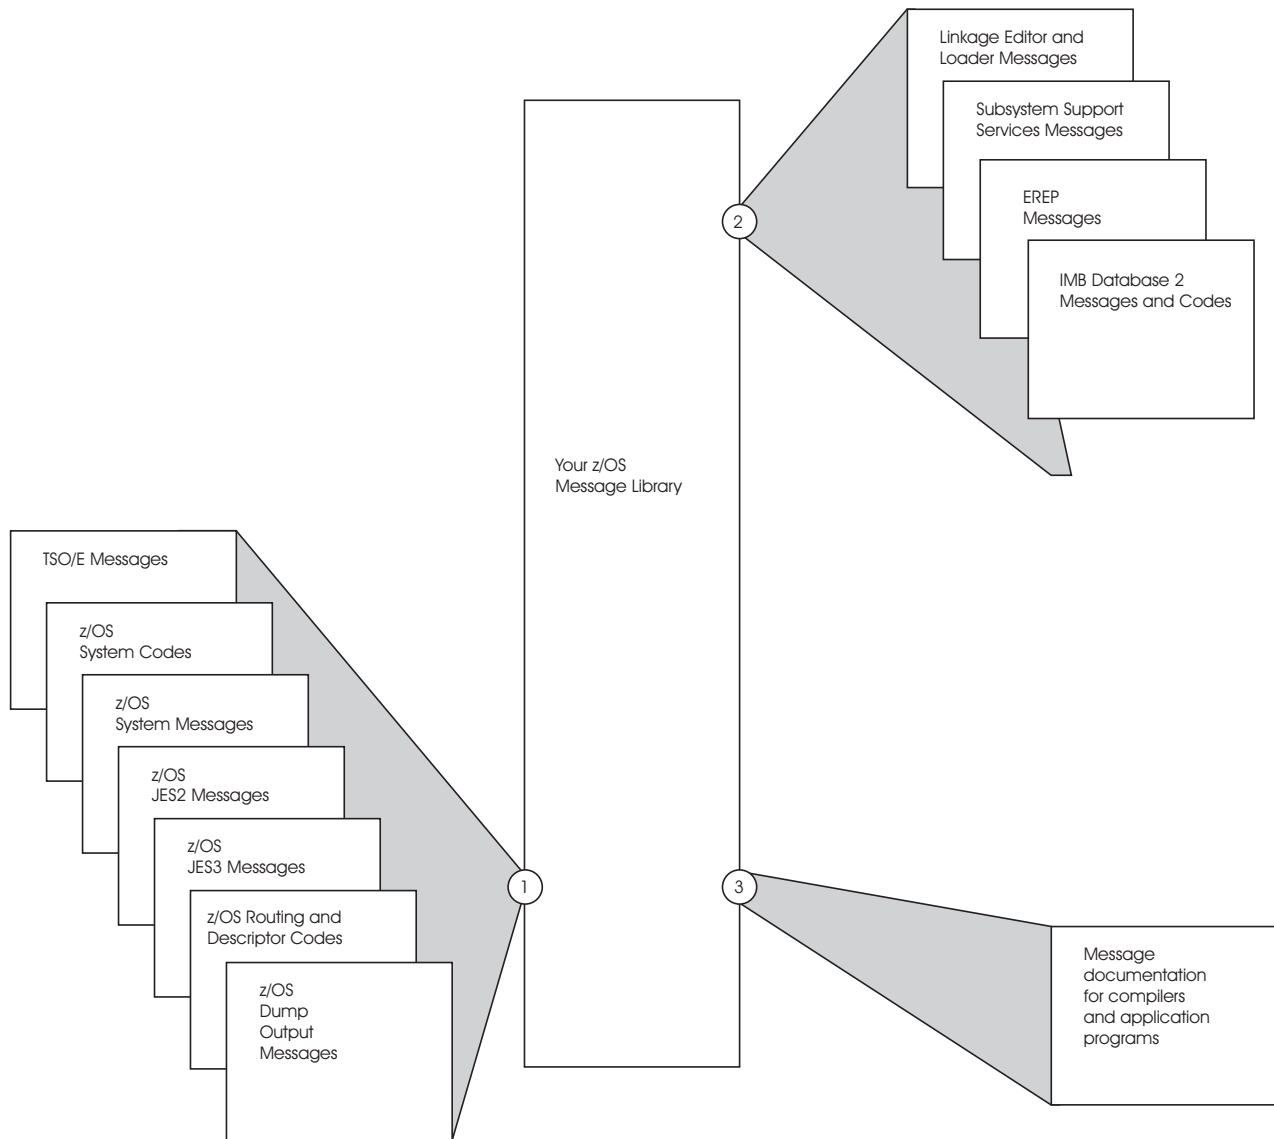 Linkage Editor and
Loader Messages
Subsystem Support
Services Messages
EREP
Messages
IMB Database 2
Messages and Codes
2
Your z/OS
Message Library
TSO/E Messages
z/OS
System Codes
z/OS
System Messages
z/OS
JES2 Messages
z/OS
JES3 Messages
z/OS Routing and
Descriptor Codes
z/OS
Dump
Output
Messages
1
3
Message
documentation
for compilers
and application
programs